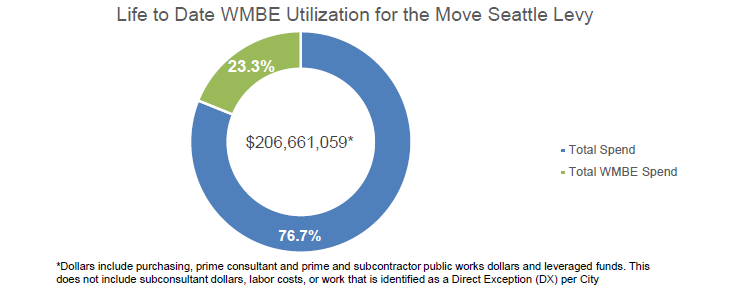 Life to Date WMBE Utilization for the Move Seattle Levy
23.3%
$206,661,059*
Total Spend
Total WMBE Spend
76.7%
*Dollars include purchasing, prime consultant and prime and subcontractor public works dollars and leveraged funds. This
does not include subconsultant dollars, labor costs, or work that is identified as a Direct Exception (DX) per City